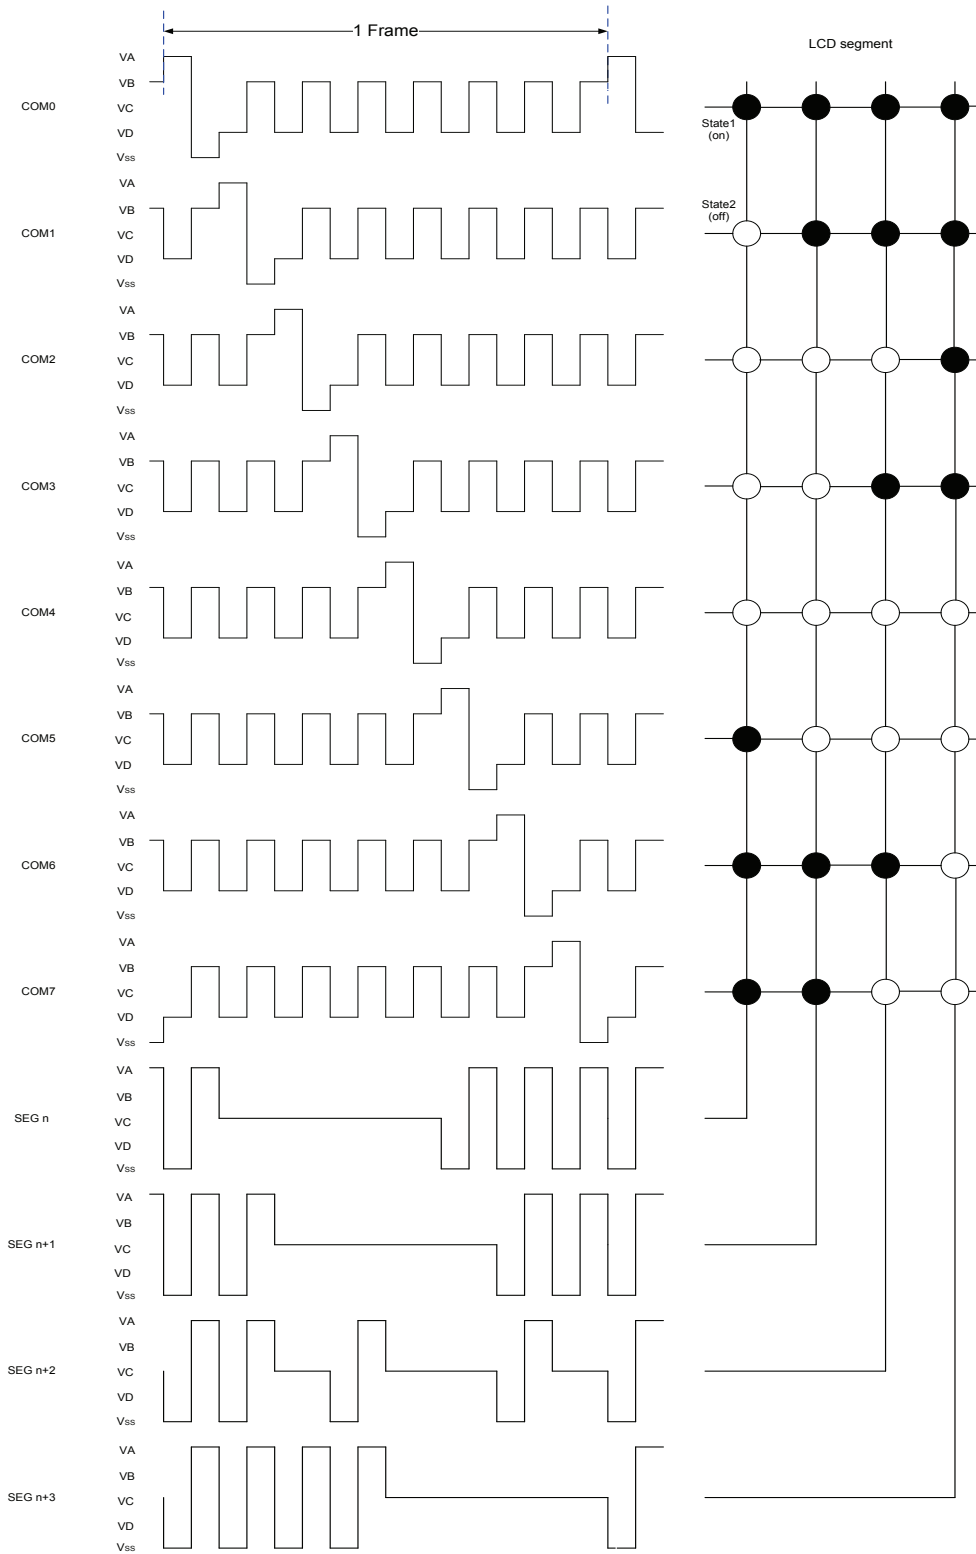 1 Frame
LCD segment
VA
VB
COM0
VC
VD
Vss
State1
(on)
VA
VB
COM1
VC
VD
Vss
State2
(off)
VA
VB
COM2
VC
VD
Vss
VA
VB
COM3
VC
VD
Vss
VA
VB
COM4
VC
VD
Vss
VA
VB
COM5
VC
VD
Vss
VA
VB
COM6
VC
VD
Vss
VA
VB
COM7
VC
VD
Vss
VA
VB
SEG n
VC
VD
Vss
VA
VB
SEG n+1
VC
VD
Vss
VA
VB
SEG n+2
VC
VD
Vss
VA
VB
SEG n+3
VC
VD
Vss